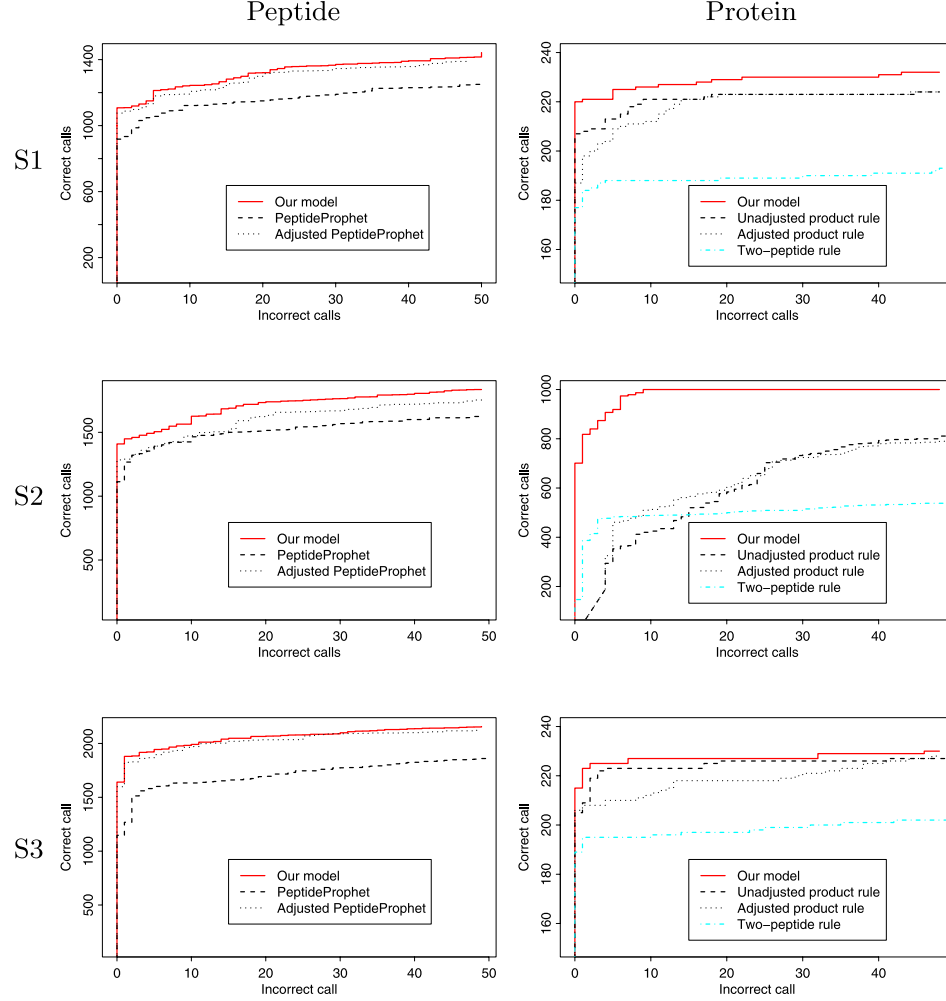 Peptide
Protein
S1
Correct calls
200
600
1000
1400
Our model
PeptideProphet
Adjusted PeptideProphet
0 10 20 30 40 50
Incorrect calls
Correct calls
160
180
200
220
240
Our model
Unadjusted product rule
Adjusted product rule
Two-peptide rule
0 10 20 30 40
Incorrect calls
S2
Correct calls
500
1000
1500
Our model
PeptideProphet
Adjusted PeptideProphet
0 10 20 30 40 50
Incorrect calls
Correct calls
200
400
600
800
1000
Our model
Unadjusted product rule
Adjusted product rule
Two-peptide rule
0 10 20 30 40
Incorrect calls
S3
Correct call
500
1000
1500
2000
Our model
PeptideProphet
Adjusted PeptideProphet
0 10 20 30 40 50
Incorrect call
Correct call
160
180
200
220
240
Our model
Unadjusted product rule
Adjusted product rule
Two-peptide rule
0 10 20 30 40
Incorrect call